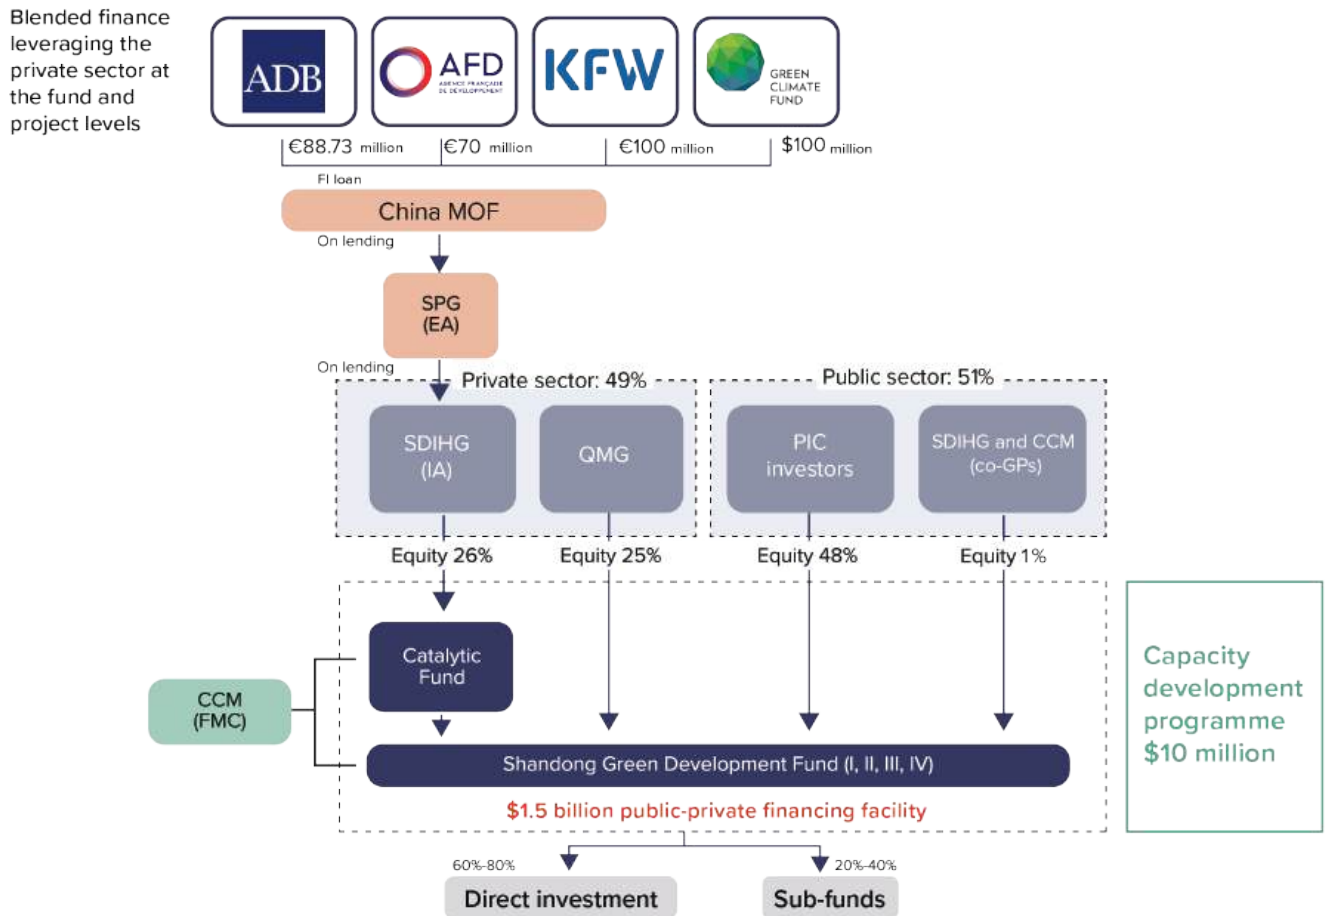 Blended finance
leveraging the
private sector at
the fund and
project levels
ADB
AFD
AGENCE FRANÇAISE
DE DÉVELOPPEMENT
KFW
GREEN
CLIMATE
FUND
€88.73 million
€70 million
€100 million
$100 million
FI loan
China MOF
On lending
SPG
(EA)
On lending
Private sector: 49%
Public sector: 51%
SDIHG
(IA)
QMG
PIC
investors
SDIHG and CCM
(co-GPs)
Equity 26%
Equity 25%
Equity 48%
Equity 1%
Catalytic
Fund
CCM
(FMC)
Shandong Green Development Fund (I, II, III, IV)
$1.5 billion public-private financing facility
Capacity
development
programme
$10 million
60%-80%
20%-40%
Direct investment
Sub-funds